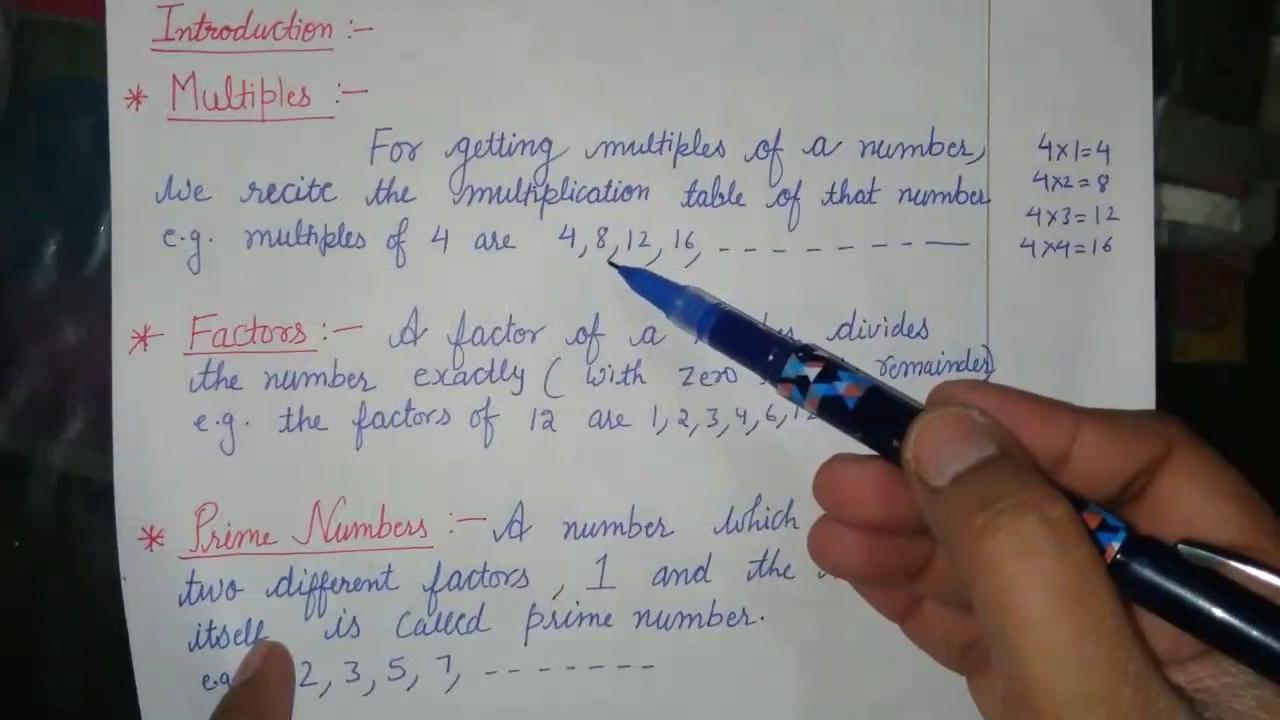 Introduction :-
* Multiples :-
For getting multiples of a number,
We recite the multiplication table of that number
e.g. multiples of 4 are 4, 8, 12, 16, - - - - - - - —
4×1=4
4×2=8
4×3=12
4×4=16
* Factors :- A factor of a divides
the number exactly ( with zero remainder)
e.g. the factors of 12 are 1, 2, 3, 4, 6, 12
* Prime Numbers :- A number which
two different factors, 1 and the
itself is called prime number.
e.g. 2, 3, 5, 7, - - - - - - -